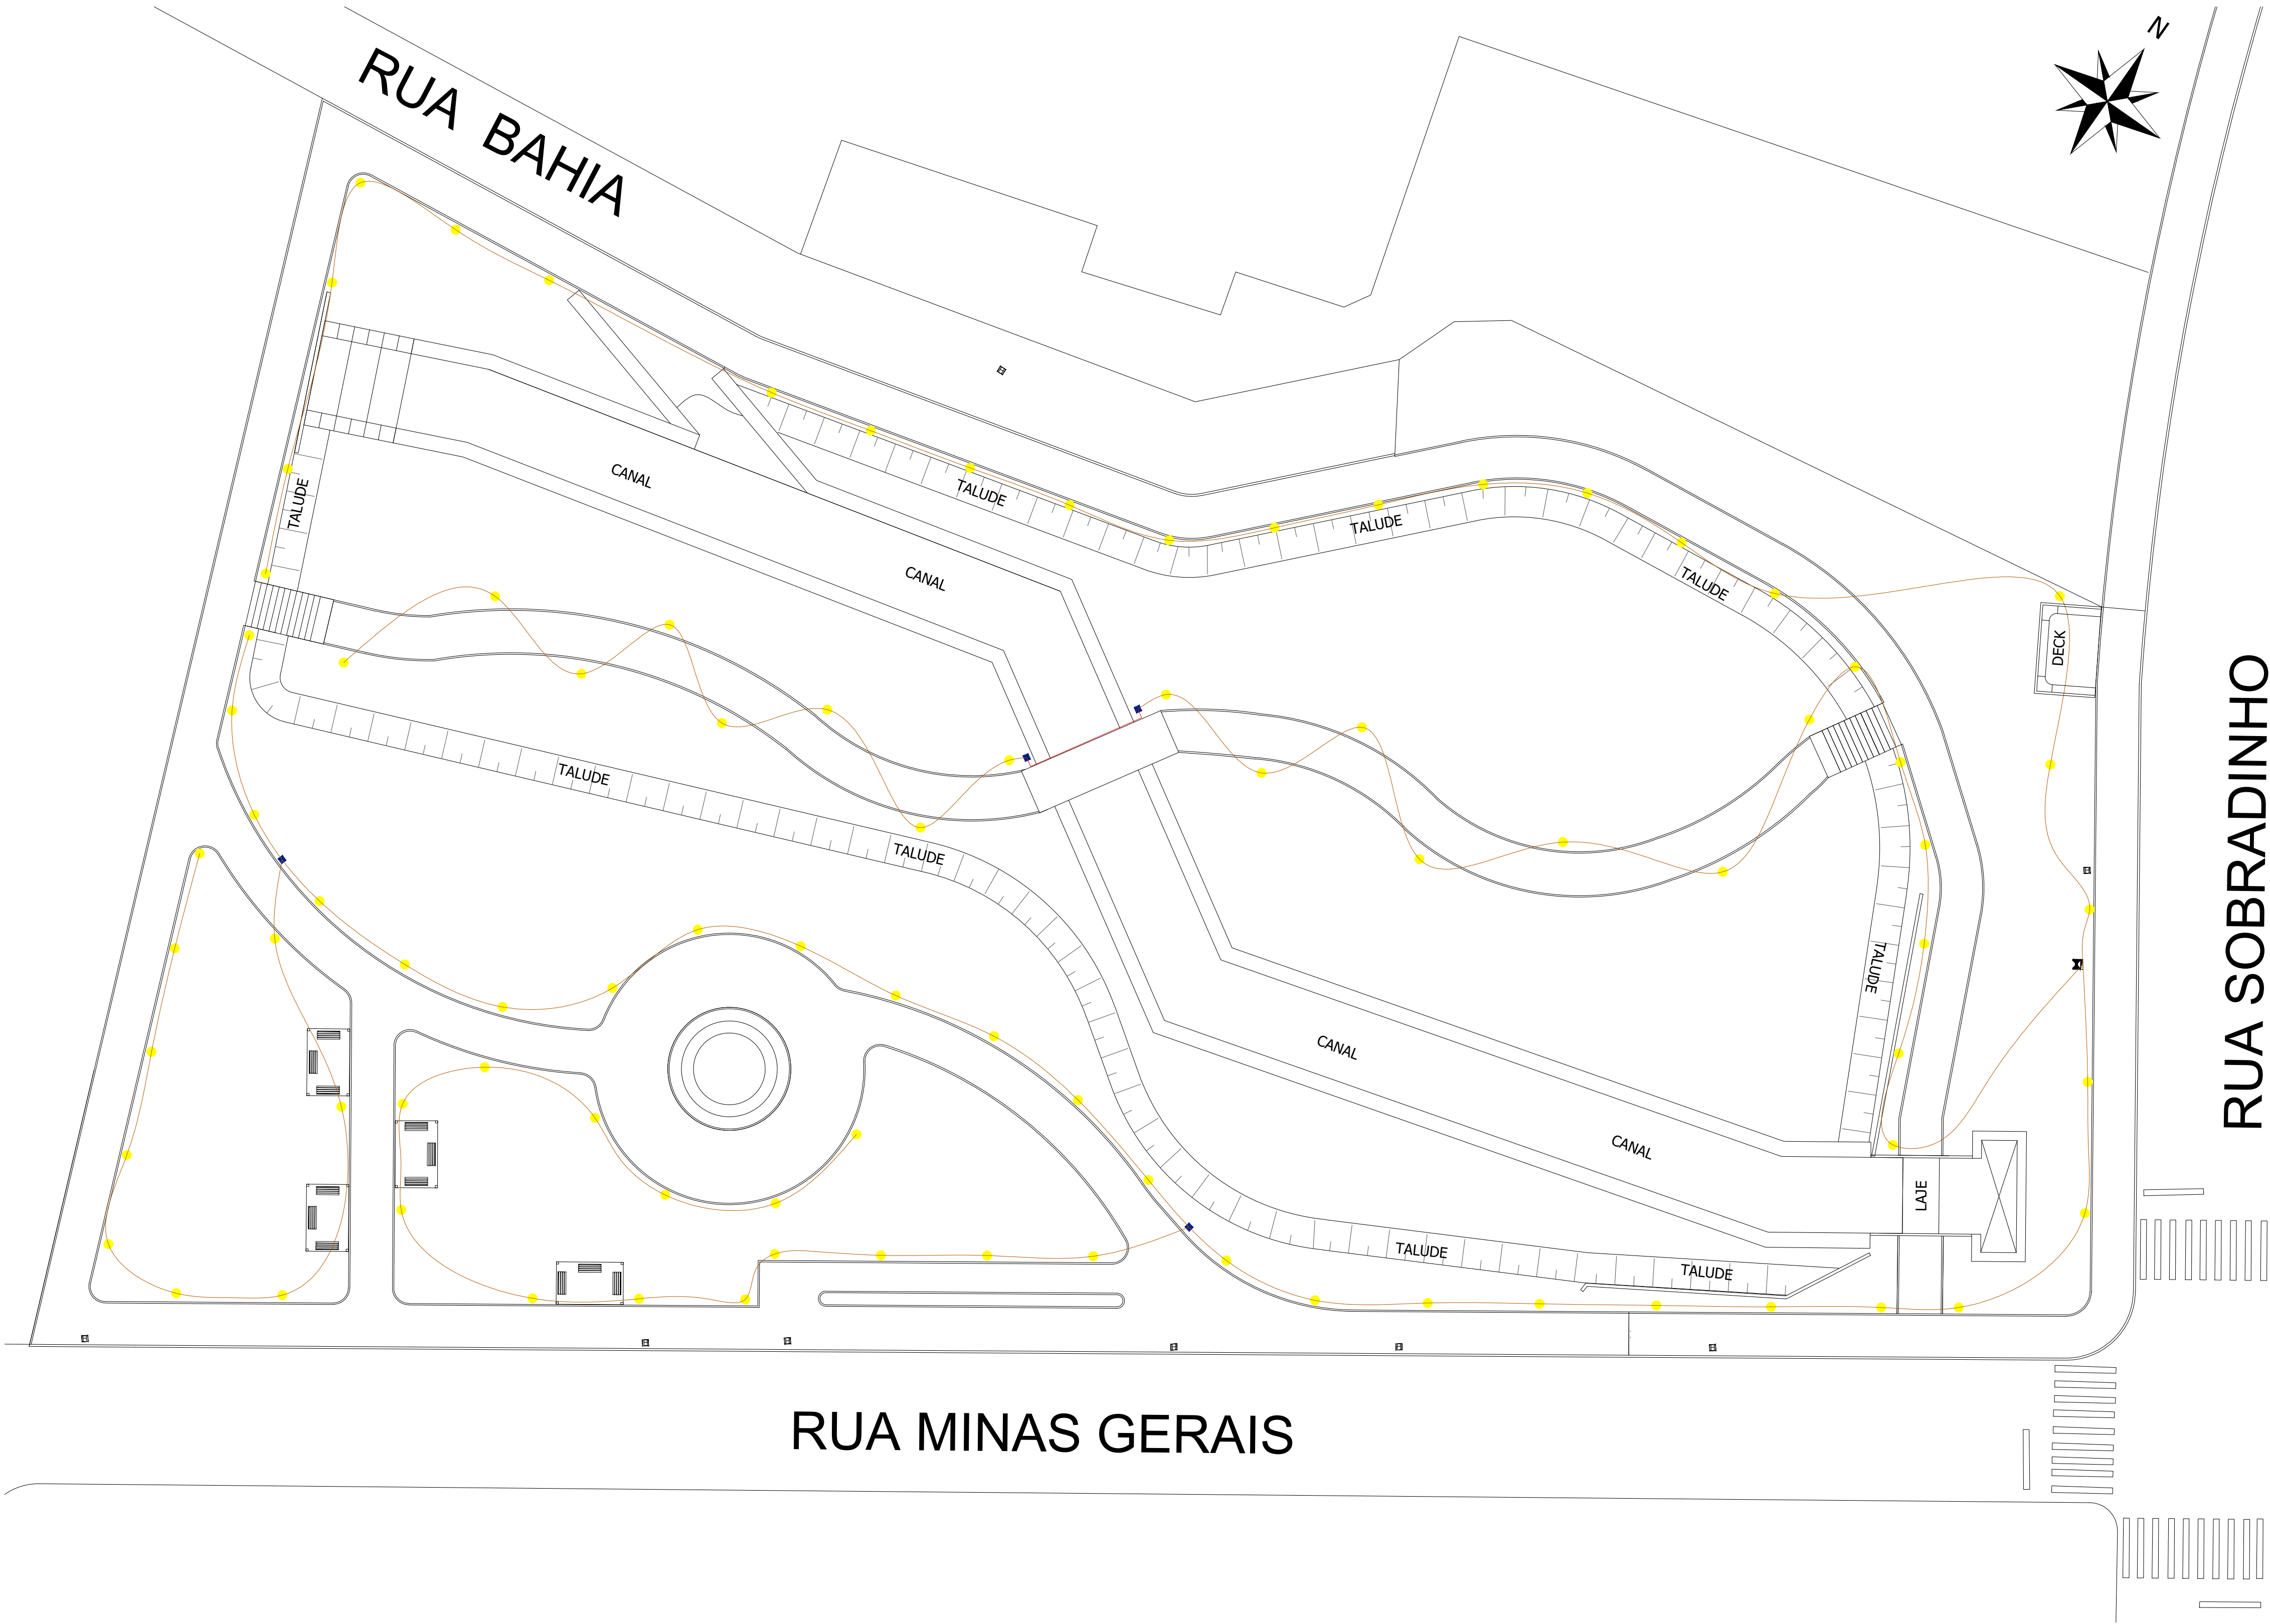 N
RUA BAHIA
CANAL
TALUDE
TALUDE
TALUDE
CANAL
TALUDE
DECK
TALUDE
TALUDE
RUA SOBRADINHO
TALUDE
CANAL
CANAL
LAJE
TALUDE
TALUDE
RUA MINAS GERAIS